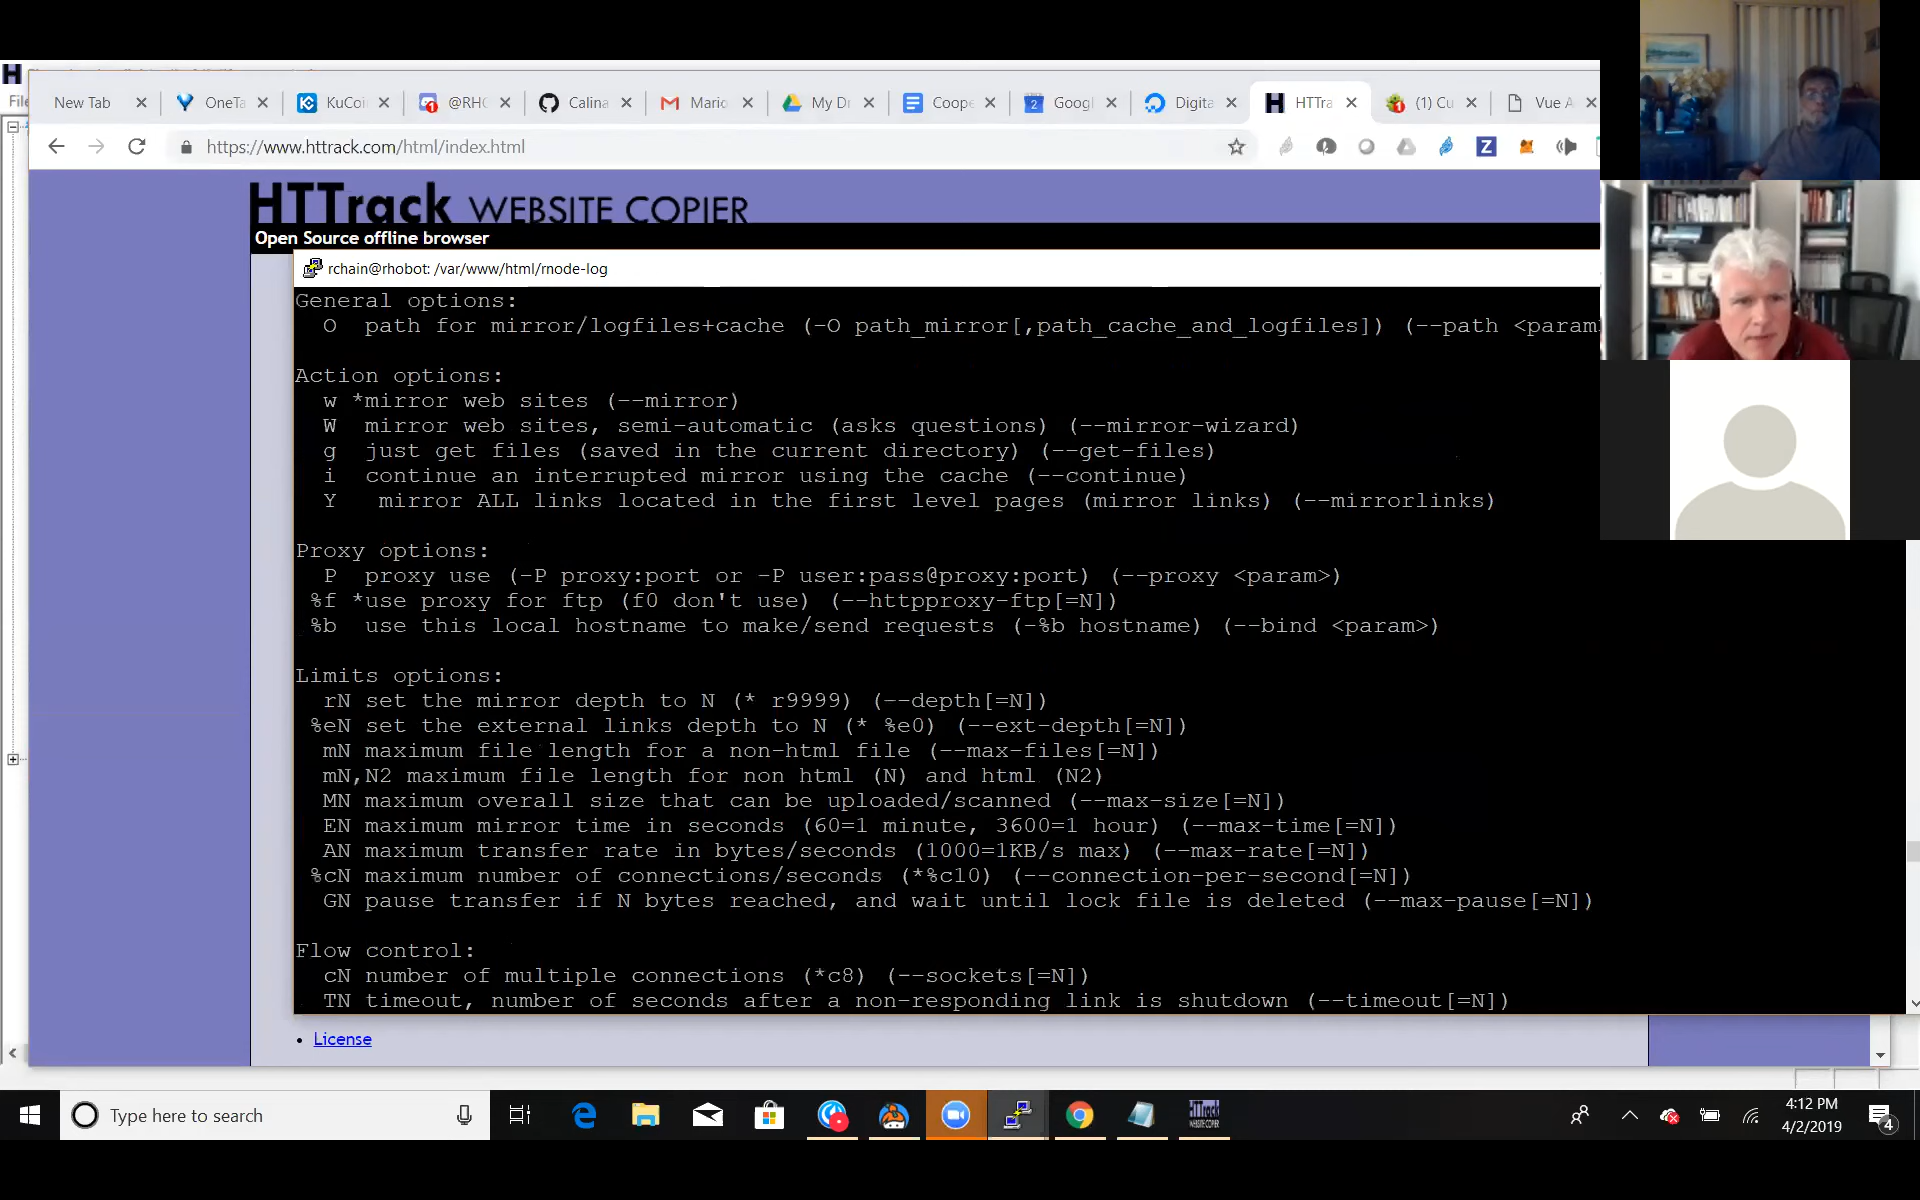 New Tab OneTa KuCoi @RHC Calina Mario My Dr Coope Googl Digita HTTra (1) Cu Vue A
File
https://www.httrack.com/html/index.html
HTTrack WEBSITE COPIER
Open Source offline browser
rchain@rhobot: /var/www/html/rnode-log
General options:
O path for mirror/logfiles+cache (-O path_mirror[,path_cache_and_logfiles]) (--path <param
Action options:
w *mirror web sites (--mirror)
W mirror web sites, semi-automatic (asks questions) (--mirror-wizard)
g just get files (saved in the current directory) (--get-files)
i continue an interrupted mirror using the cache (--continue)
Y mirror ALL links located in the first level pages (mirror links) (--mirrorlinks)
Proxy options:
P proxy use (-P proxy:port or -P user:pass@proxy:port) (--proxy <param>)
%f *use proxy for ftp (f0 don't use) (--httpproxy-ftp[=N])
%b use this local hostname to make/send requests (-%b hostname) (--bind <param>)
Limits options:
rN set the mirror depth to N (* r9999) (--depth[=N])
%eN set the external links depth to N (* %e0) (--ext-depth[=N])
mN maximum file length for a non-html file (--max-files[=N])
mN,N2 maximum file length for non html (N) and html (N2)
MN maximum overall size that can be uploaded/scanned (--max-size[=N])
EN maximum mirror time in seconds (60=1 minute, 3600=1 hour) (--max-time[=N])
AN maximum transfer rate in bytes/seconds (1000=1KB/s max) (--max-rate[=N])
%cN maximum number of connections/seconds (*%c10) (--connection-per-second[=N])
GN pause transfer if N bytes reached, and wait until lock file is deleted (--max-pause[=N])
Flow control:
cN number of multiple connections (*c8) (--sockets[=N])
TN timeout, number of seconds after a non-responding link is shutdown (--timeout[=N])
License
Type here to search
HTTrack
WEBSITE
COPIER
4:12 PM
4/2/2019
4